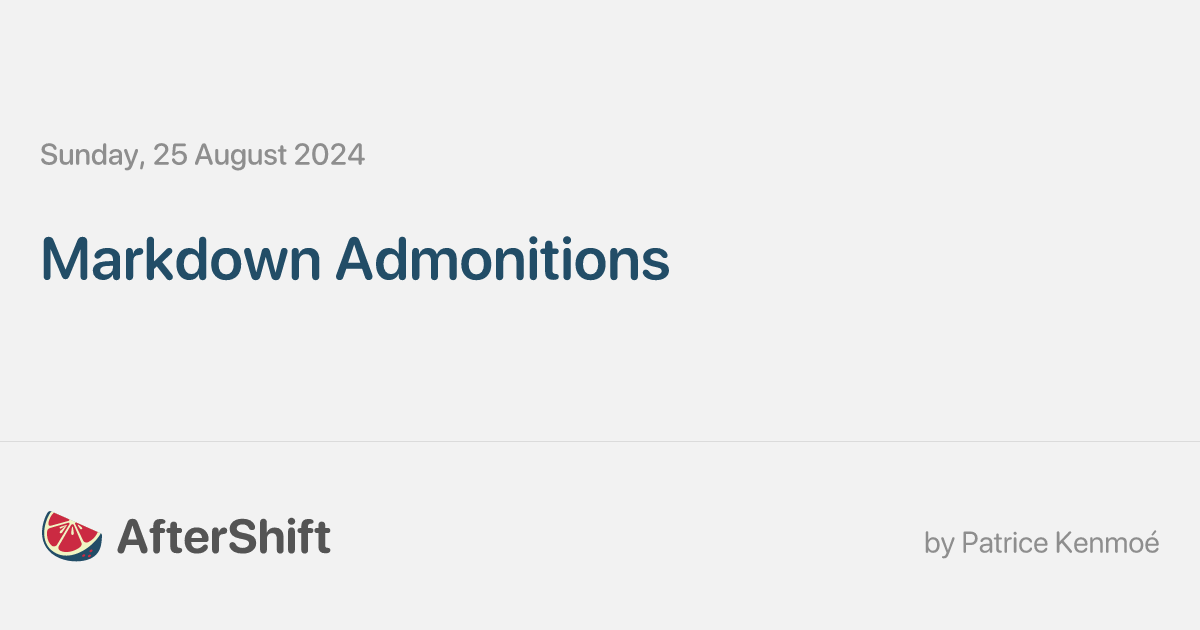 Sunday, 25 August 2024
Markdown Admonitions
AfterShift
by Patrice Kenmoé